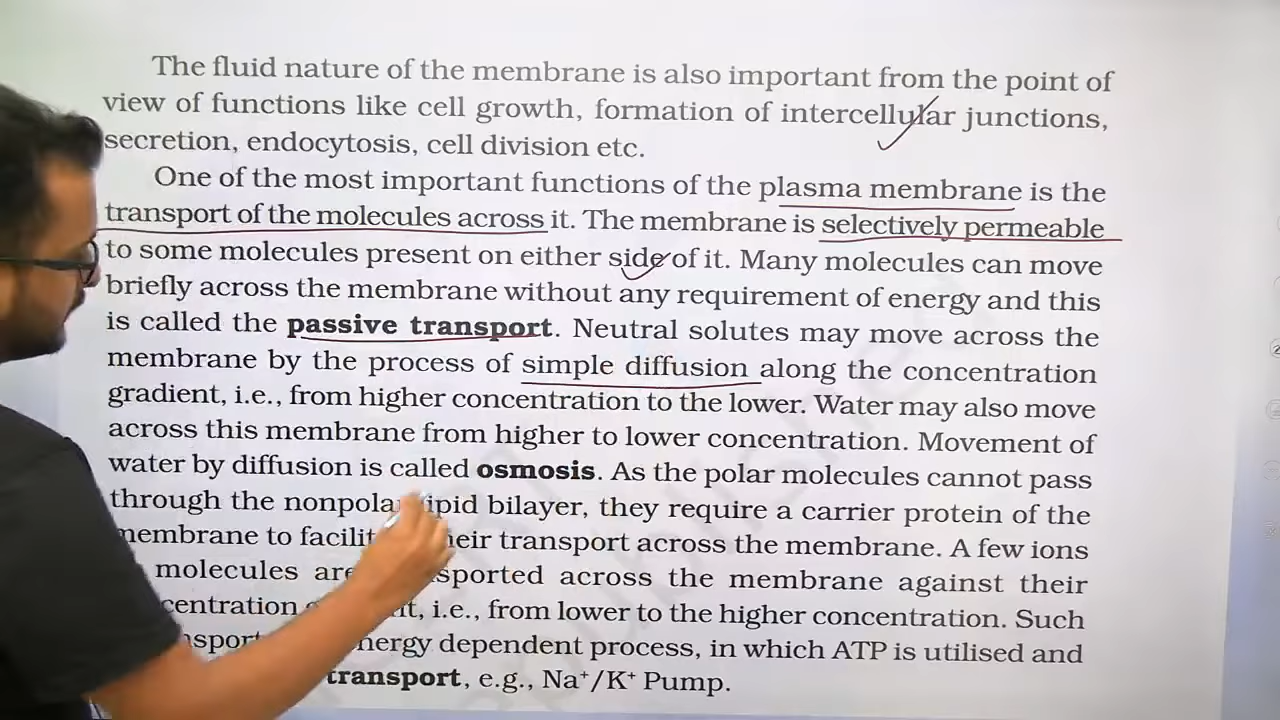 The fluid nature of the membrane is also important from the point of
view of functions like cell growth, formation of intercellular junctions,
secretion, endocytosis, cell division etc.
One of the most important functions of the plasma membrane is the
transport of the molecules across it. The membrane is selectively permeable
to some molecules present on either side of it. Many molecules can move
briefly across the membrane without any requirement of energy and this
is called the passive transport. Neutral solutes may move across the
membrane by the process of simple diffusion along the concentration
gradient, i.e., from higher concentration to the lower. Water may also move
across this membrane from higher to lower concentration. Movement of
water by diffusion is called osmosis. As the polar molecules cannot pass
through the lipid bilayer, they require a carrier protein of the
membrane to their transport across the membrane. A few ions
molecules are across the membrane against their
i.e., from lower to the higher concentration. Such
energy dependent process, in which ATP is utilised and
transport, e.g., Na⁺/K⁺ Pump.